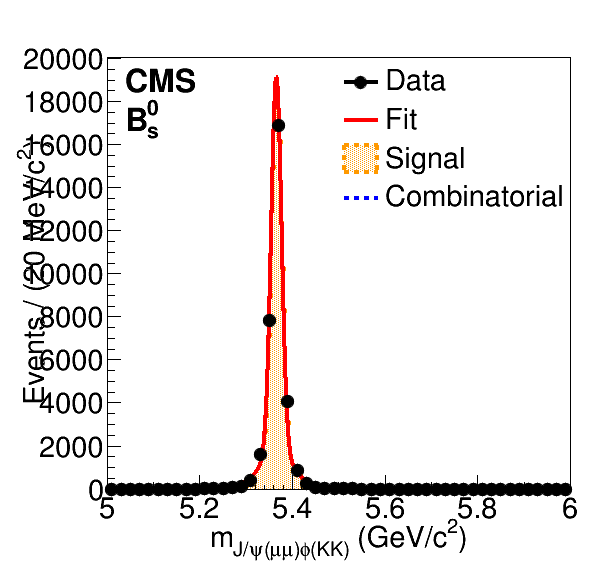 CMS
B⁰ₛ
Data
Fit
Signal
Combinatorial
20000
18000
16000
14000
12000
10000
8000
6000
4000
2000
0
Events / (20 MeV/c²)
5
5.2
5.4
5.6
5.8
6
m_J/ψ(μμ)ϕ(KK) (GeV/c²)